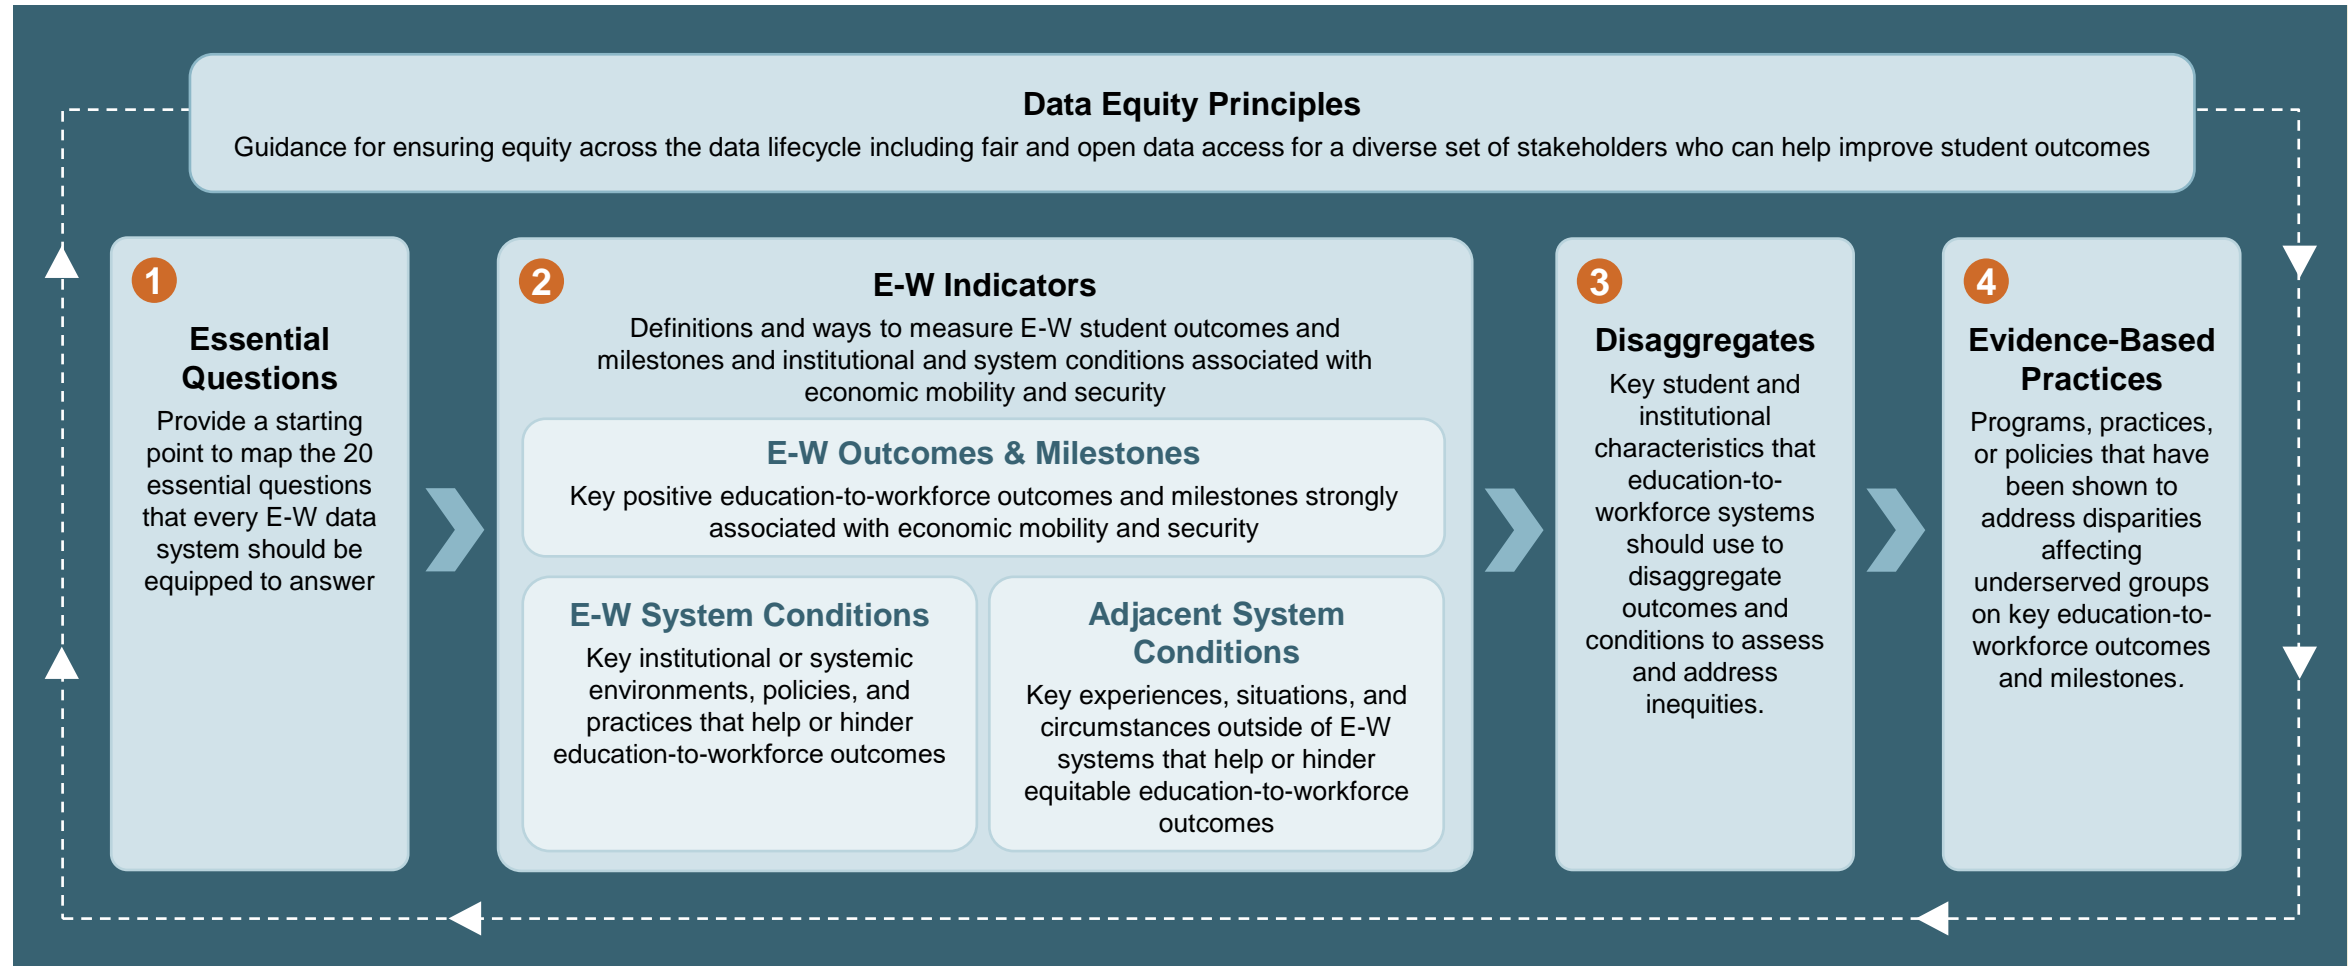 Data Equity Principles
Guidance for ensuring equity across the data lifecycle including fair and open data access for a diverse set of stakeholders who can help improve student outcomes
1
Essential
Questions
Provide a starting
point to map the 20
essential questions
that every E-W data
system should be
equipped to answer
2
E-W Indicators
Definitions and ways to measure E-W student outcomes and
milestones and institutional and system conditions associated with
economic mobility and security
E-W Outcomes & Milestones
Key positive education-to-workforce outcomes and milestones strongly
associated with economic mobility and security
E-W System Conditions
Key institutional or systemic
environments, policies, and
practices that help or hinder
education-to-workforce outcomes
Adjacent System
Conditions
Key experiences, situations, and
circumstances outside of E-W
systems that help or hinder
equitable education-to-workforce
outcomes
3
Disaggregates
Key student and
institutional
characteristics that
education-to-
workforce systems
should use to
disaggregate
outcomes and
conditions to assess
and address
inequities.
4
Evidence-Based
Practices
Programs, practices,
or policies that have
been shown to
address disparities
affecting
underserved groups
on key education-to-
workforce outcomes
and milestones.